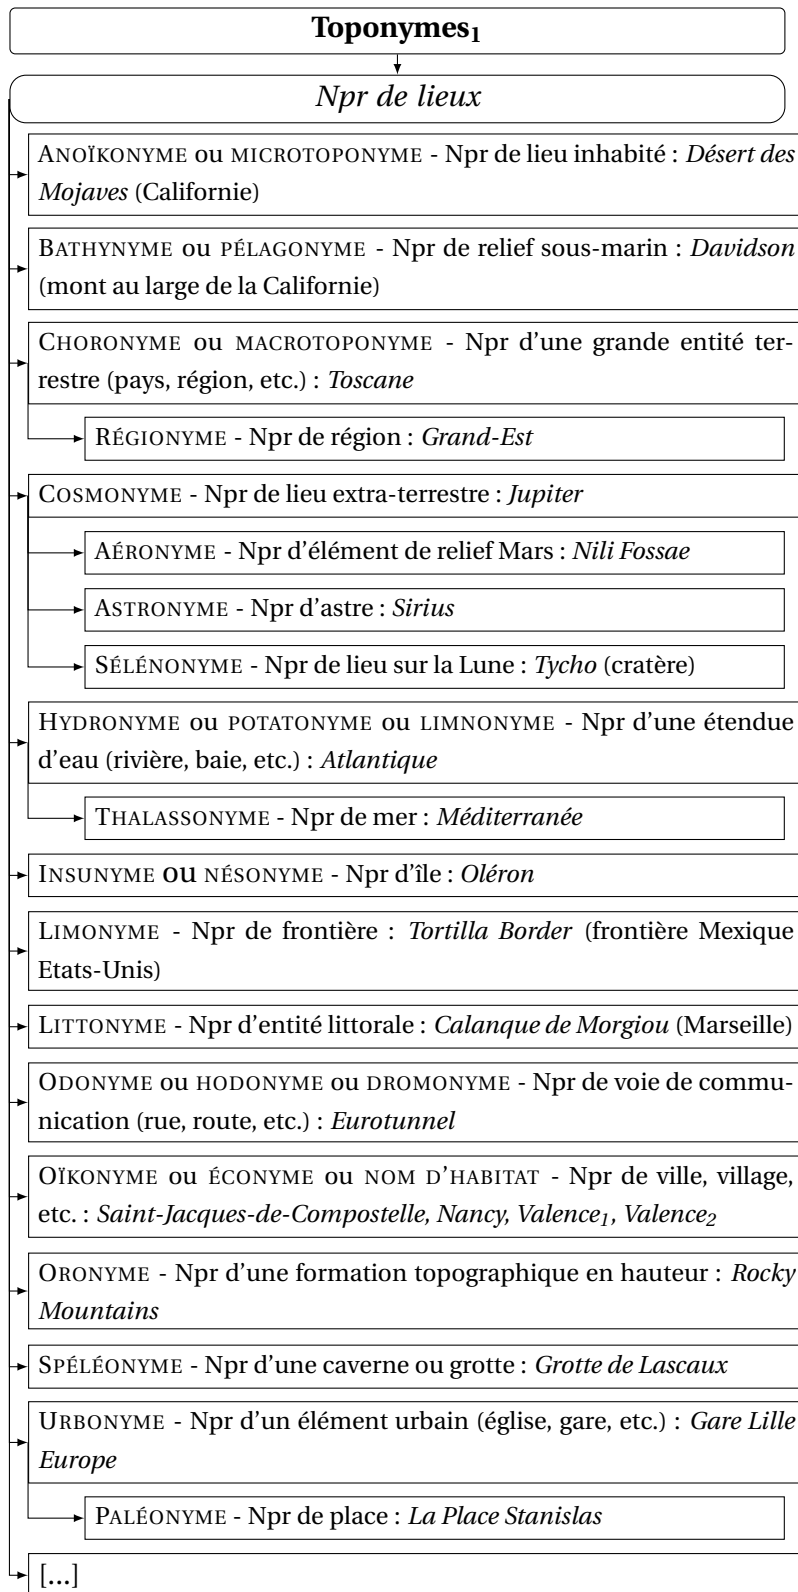 Toponymes₁
Npr de lieux
ANOÏKONYME ou MICROTOPONYME - Npr de lieu inhabité : Désert des
Mojaves (Californie)
BATHYNYME ou PÉLAGONYME - Npr de relief sous-marin : Davidson
(mont au large de la Californie)
CHORONYME ou MACROTOPONYME - Npr d'une grande entité ter-
restre (pays, région, etc.) : Toscane
RÉGIONYME - Npr de région : Grand-Est
COSMONYME - Npr de lieu extra-terrestre : Jupiter
AÉRONYME - Npr d'élément de relief Mars : Nili Fossae
ASTRONYME - Npr d'astre : Sirius
SÉLÉNONYME - Npr de lieu sur la Lune : Tycho (cratère)
HYDRONYME ou POTATONYME ou LIMNONYME - Npr d'une étendue
d'eau (rivière, baie, etc.) : Atlantique
THALASSONYME - Npr de mer : Méditerranée
INSUNYME ou NÉSONYME - Npr d'île : Oléron
LIMONYME - Npr de frontière : Tortilla Border (frontière Mexique
Etats-Unis)
LITTONYME - Npr d'entité littorale : Calanque de Morgiou (Marseille)
ODONYME ou HODONYME ou DROMONYME - Npr de voie de commu-
nication (rue, route, etc.) : Eurotunnel
OÏKONYME ou ÉCONYME ou NOM D'HABITAT - Npr de ville, village,
etc. : Saint-Jacques-de-Compostelle, Nancy, Valence₁, Valence₂
ORONYME - Npr d'une formation topographique en hauteur : Rocky
Mountains
SPÉLÉONYME - Npr d'une caverne ou grotte : Grotte de Lascaux
URBONYME - Npr d'un élément urbain (église, gare, etc.) : Gare Lille
Europe
PALÉONYME - Npr de place : La Place Stanislas
[...]